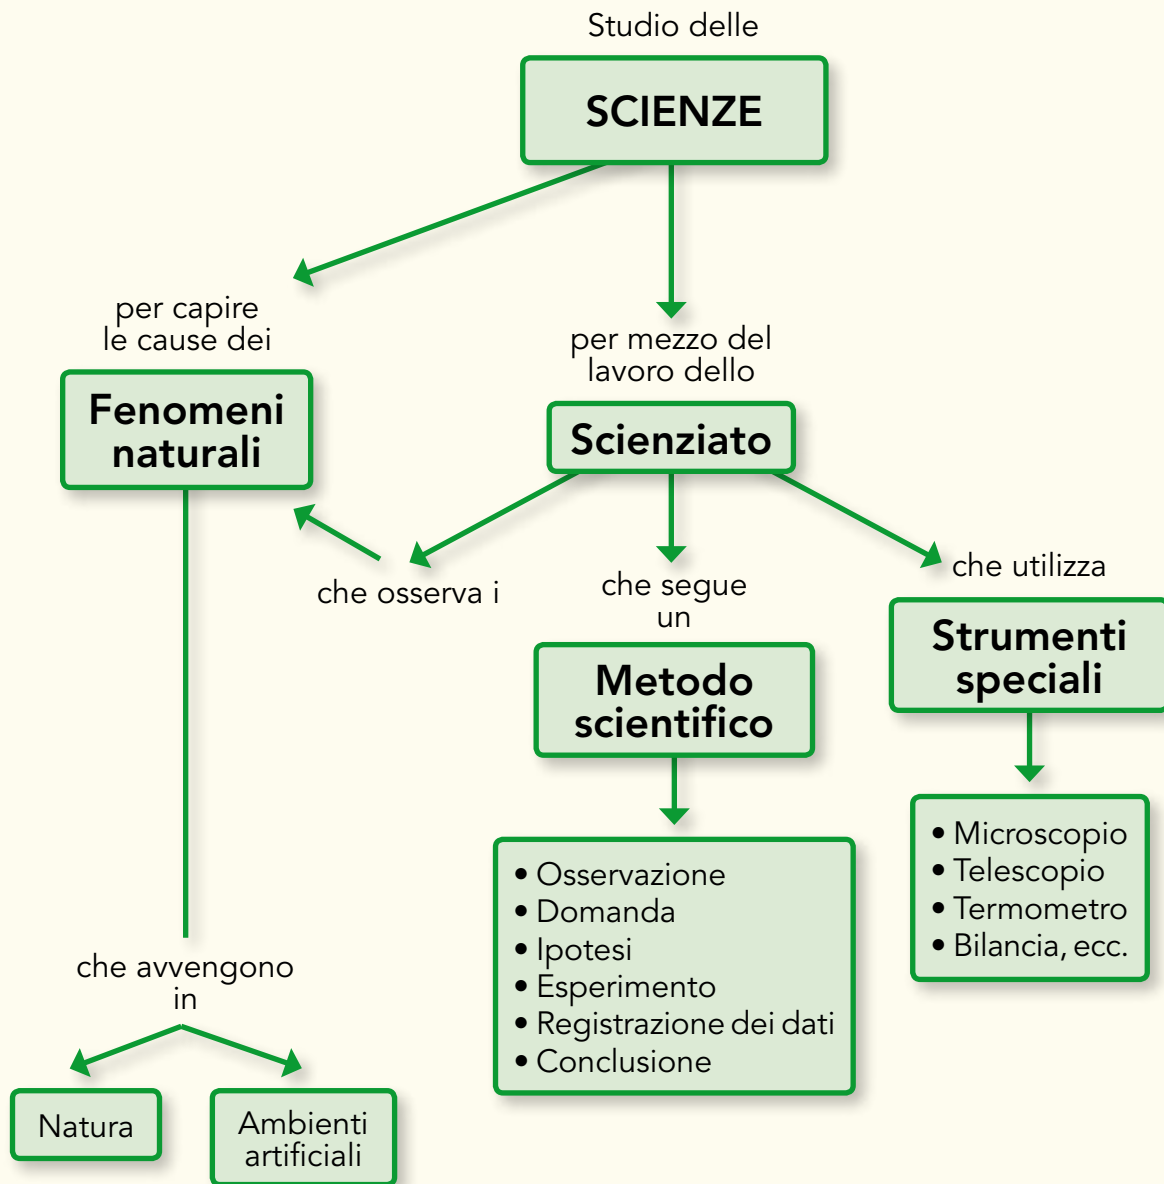 Studio delle
SCIENZE
per capire
le cause dei
Fenomeni
naturali
per mezzo del
lavoro dello
Scienziato
che osserva i
che segue
un
Metodo
scientifico
che utilizza
Strumenti
speciali
• Osservazione
• Domanda
• Ipotesi
• Esperimento
• Registrazione dei dati
• Conclusione
• Microscopio
• Telescopio
• Termometro
• Bilancia, ecc.
che avvengono
in
Natura
Ambienti
artificiali